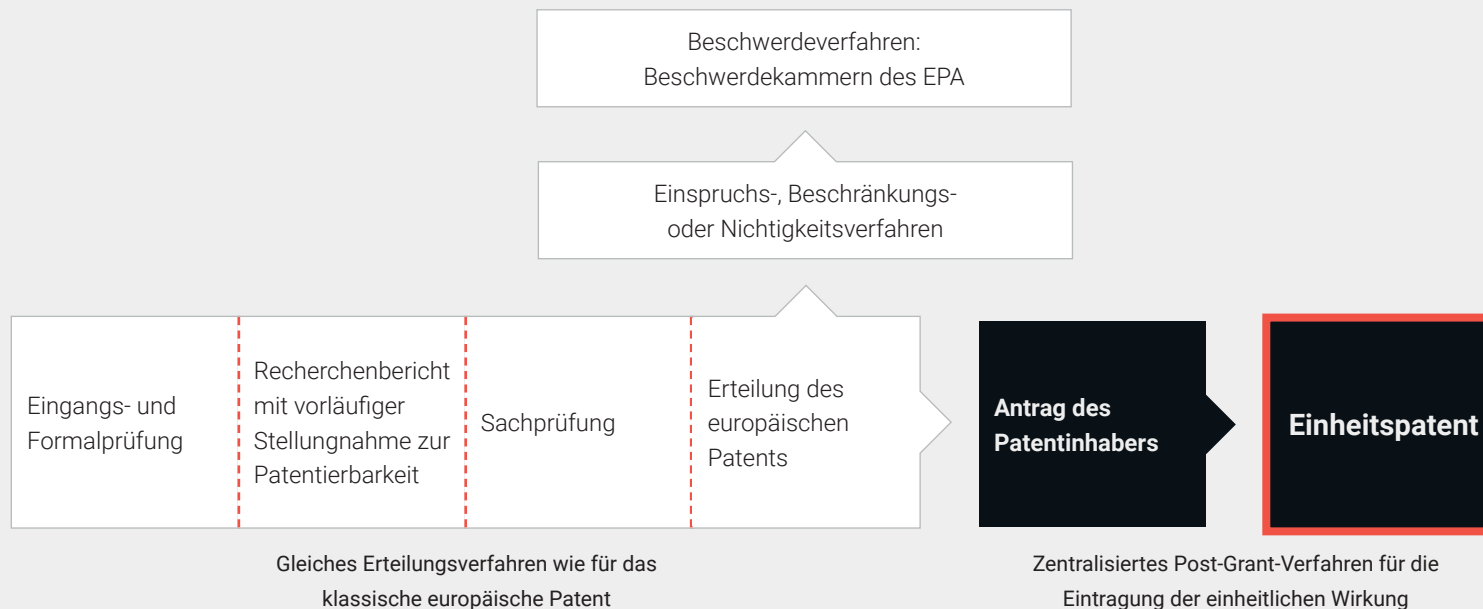 Beschwerdeverfahren:
Beschwerdekammern des EPA
Einspruchs-, Beschränkungs-
oder Nichtigkeitsverfahren
Eingangs- und
Formalprüfung
Recherchenbericht
mit vorläufiger
Stellungnahme zur
Patentierbarkeit
Sachprüfung
Erteilung des
europäischen
Patents
Antrag des
Patentinhabers
Einheitspatent
Gleiches Erteilungsverfahren wie für das
klassische europäische Patent
Zentralisiertes Post-Grant-Verfahren für die
Eintragung der einheitlichen Wirkung